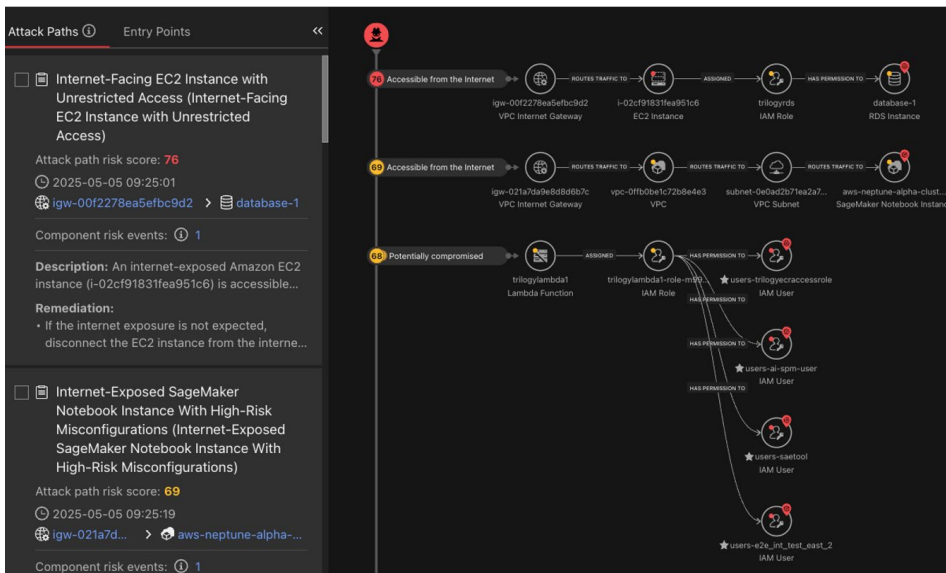 Attack Paths
Entry Points
Internet-Facing EC2 Instance with
Unrestricted Access (Internet-Facing
EC2 Instance with Unrestricted
Access)
Attack path risk score: 76
2025-05-05 09:25:01
igw-00f2278ea5efbc9d2 > database-1
Component risk events: 1
Description: An internet-exposed Amazon EC2
instance (i-02cf91831fea951c6) is accessible...
Remediation:
• If the internet exposure is not expected,
disconnect the EC2 instance from the interne...
Internet-Exposed SageMaker
Notebook Instance With High-Risk
Misconfigurations (Internet-Exposed
SageMaker Notebook Instance With
High-Risk Misconfigurations)
Attack path risk score: 69
2025-05-05 09:25:19
igw-021a7d... > aws-neptune-alpha-...
Component risk events: 1
76 Accessible from the Internet
ROUTES TRAFFIC TO
ASSIGNED
HAS PERMISSION TO
igw-00f2278ea5efbc9d2
VPC Internet Gateway
i-02cf91831fea951c6
EC2 Instance
trilogyrds
IAM Role
database-1
RDS Instance
69 Accessible from the Internet
ROUTES TRAFFIC TO
ROUTES TRAFFIC TO
ROUTES TRAFFIC TO
igw-021a7da9e8d8d6b7c
VPC Internet Gateway
vpc-0ffb0be1c72b8e4e3
VPC
subnet-0e0ad2b71ea2a7...
VPC Subnet
aws-neptune-alpha-clust...
SageMaker Notebook Instanc
68 Potentially compromised
ASSIGNED
HAS PERMISSION TO
trilogylambda1
Lambda Function
trilogylambda1-role-m99...
IAM Role
users-trilogyecraccessrole
IAM User
HAS PERMISSION TO
users-ai-spm-user
IAM User
HAS PERMISSION TO
users-saetool
IAM User
users-e2e_int_test_east_2
IAM User